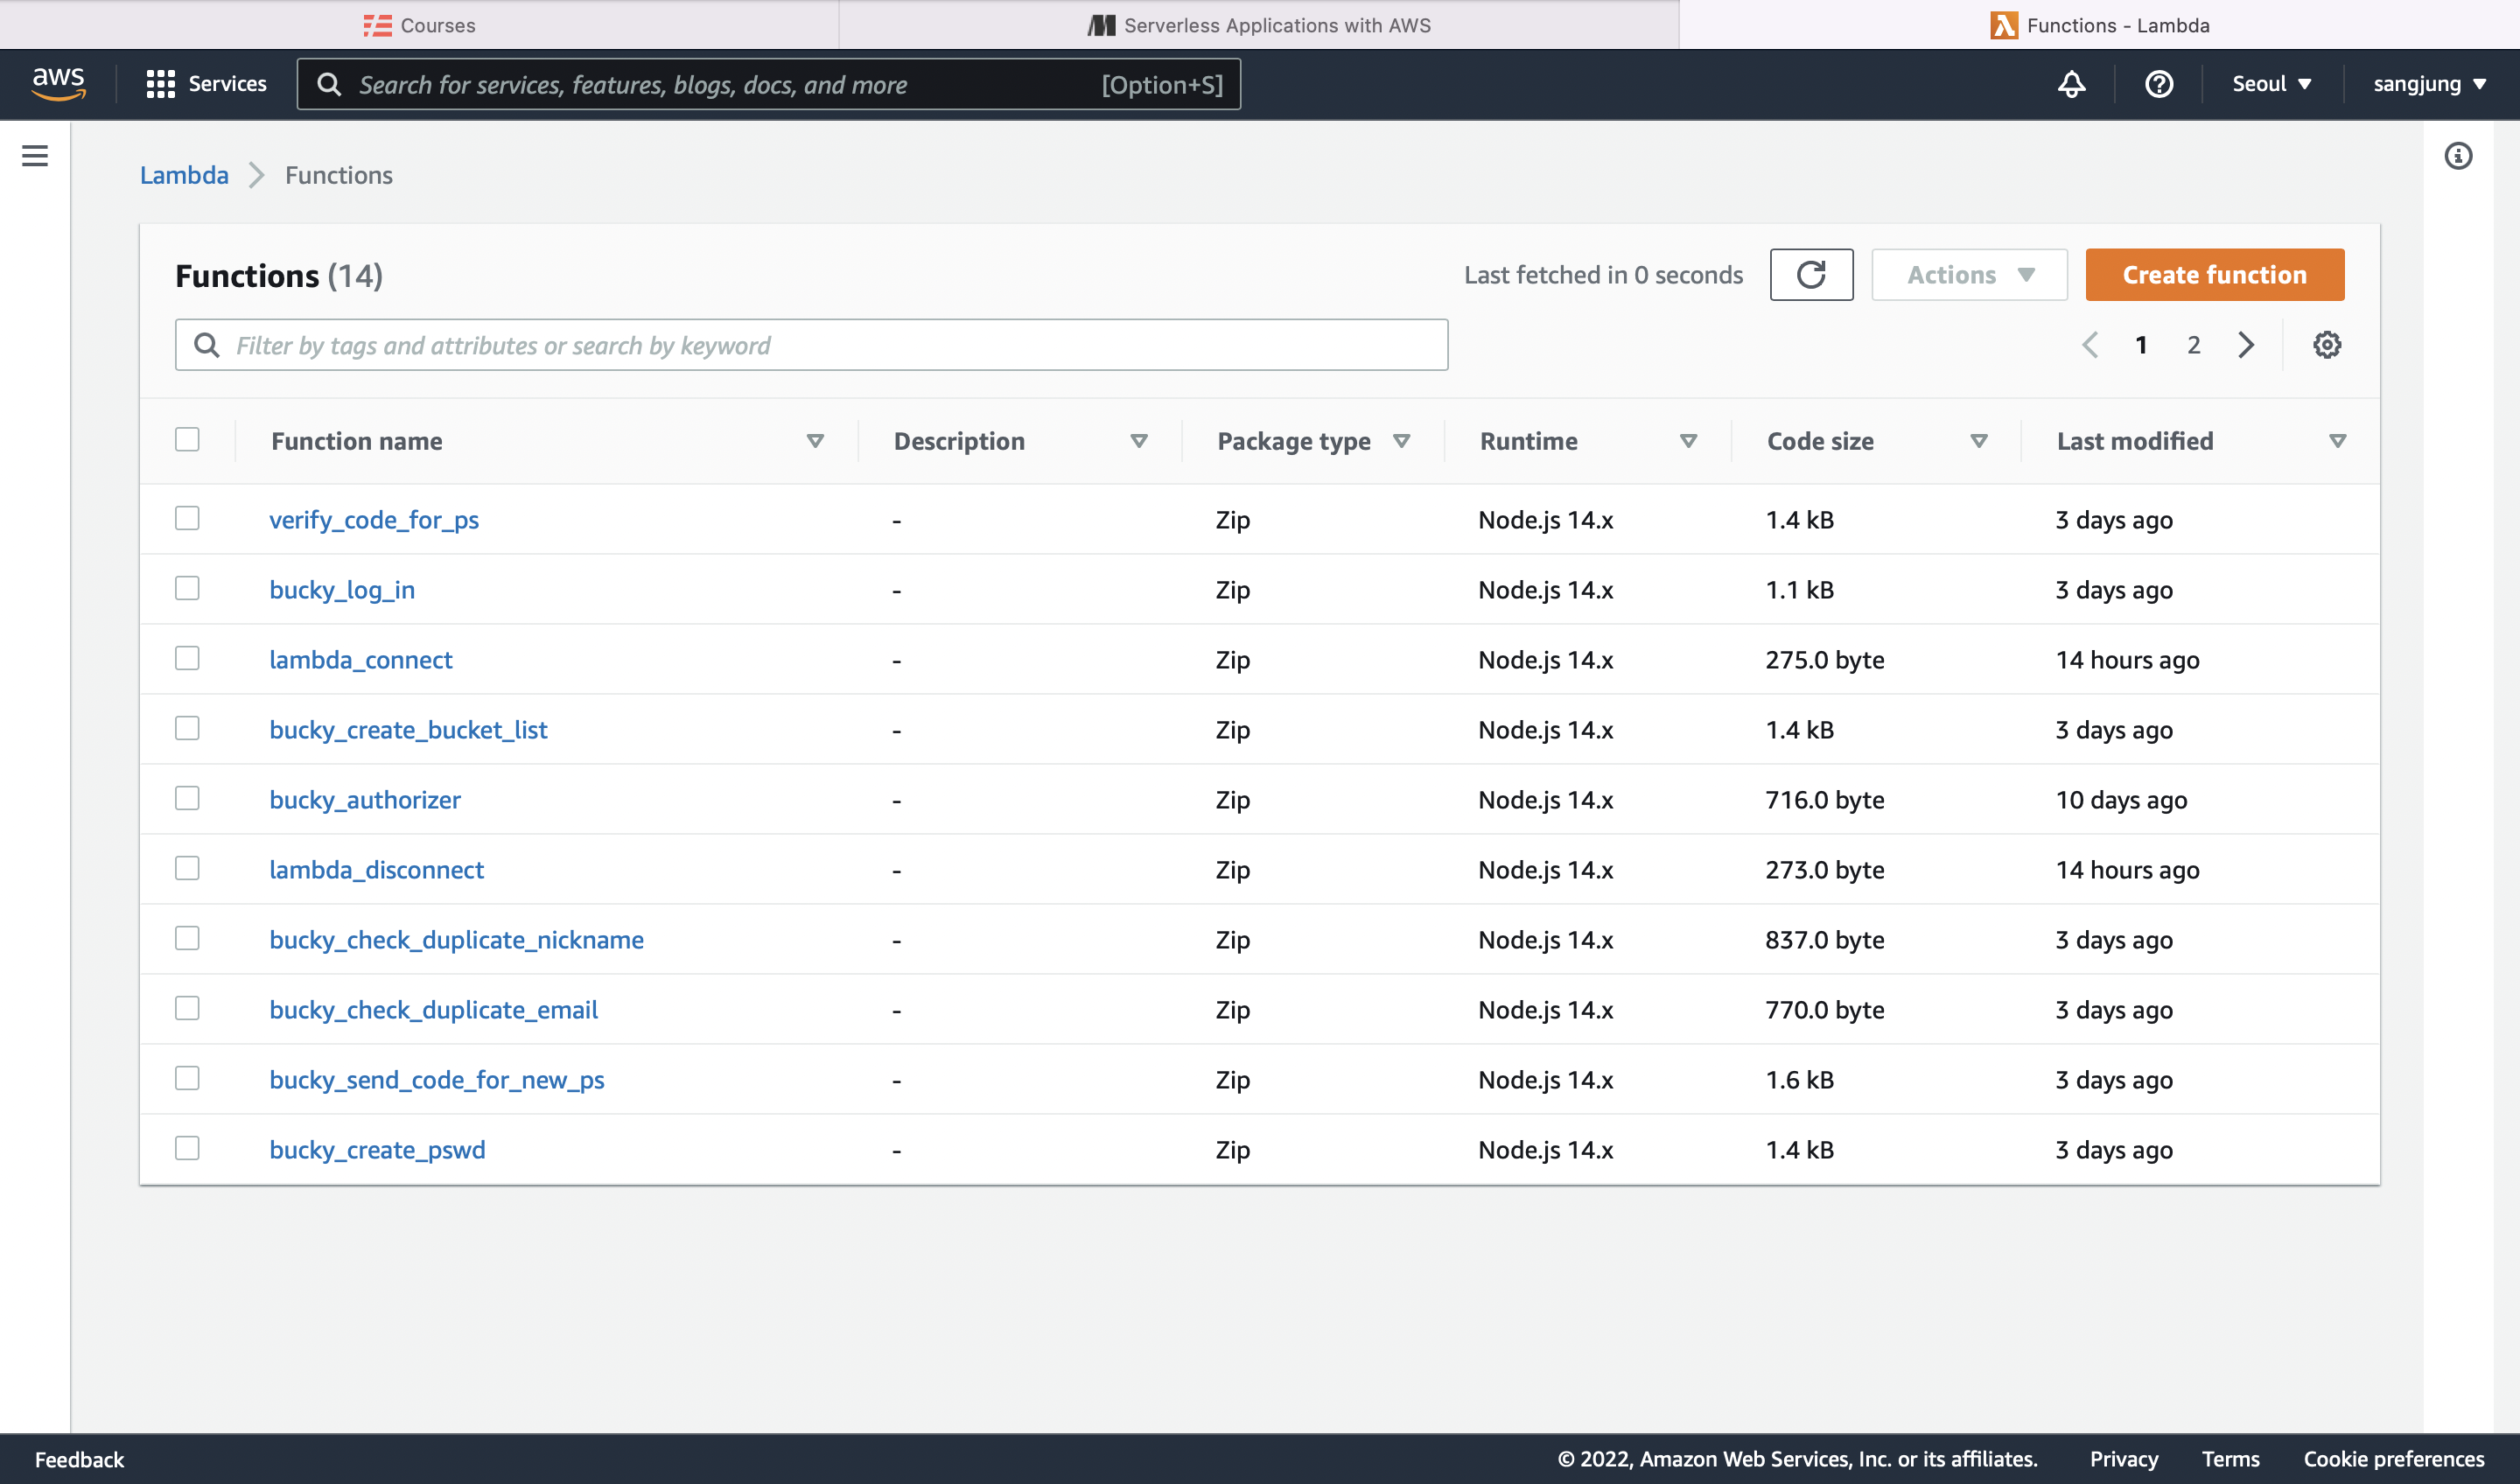 Courses Serverless Applications with AWS Functions - Lambda
aws Services Search for services, features, blogs, docs, and more [Option+S] Seoul sangjung
Lambda Functions
Functions (14) Last fetched in 0 seconds Actions Create function
Filter by tags and attributes or search by keyword 1 2
Function name Description Package type Runtime Code size Last modified
verify_code_for_ps - Zip Node.js 14.x 1.4 kB 3 days ago
bucky_log_in - Zip Node.js 14.x 1.1 kB 3 days ago
lambda_connect - Zip Node.js 14.x 275.0 byte 14 hours ago
bucky_create_bucket_list - Zip Node.js 14.x 1.4 kB 3 days ago
bucky_authorizer - Zip Node.js 14.x 716.0 byte 10 days ago
lambda_disconnect - Zip Node.js 14.x 273.0 byte 14 hours ago
bucky_check_duplicate_nickname - Zip Node.js 14.x 837.0 byte 3 days ago
bucky_check_duplicate_email - Zip Node.js 14.x 770.0 byte 3 days ago
bucky_send_code_for_new_ps - Zip Node.js 14.x 1.6 kB 3 days ago
bucky_create_pswd - Zip Node.js 14.x 1.4 kB 3 days ago
Feedback © 2022, Amazon Web Services, Inc. or its affiliates. Privacy Terms Cookie preferences